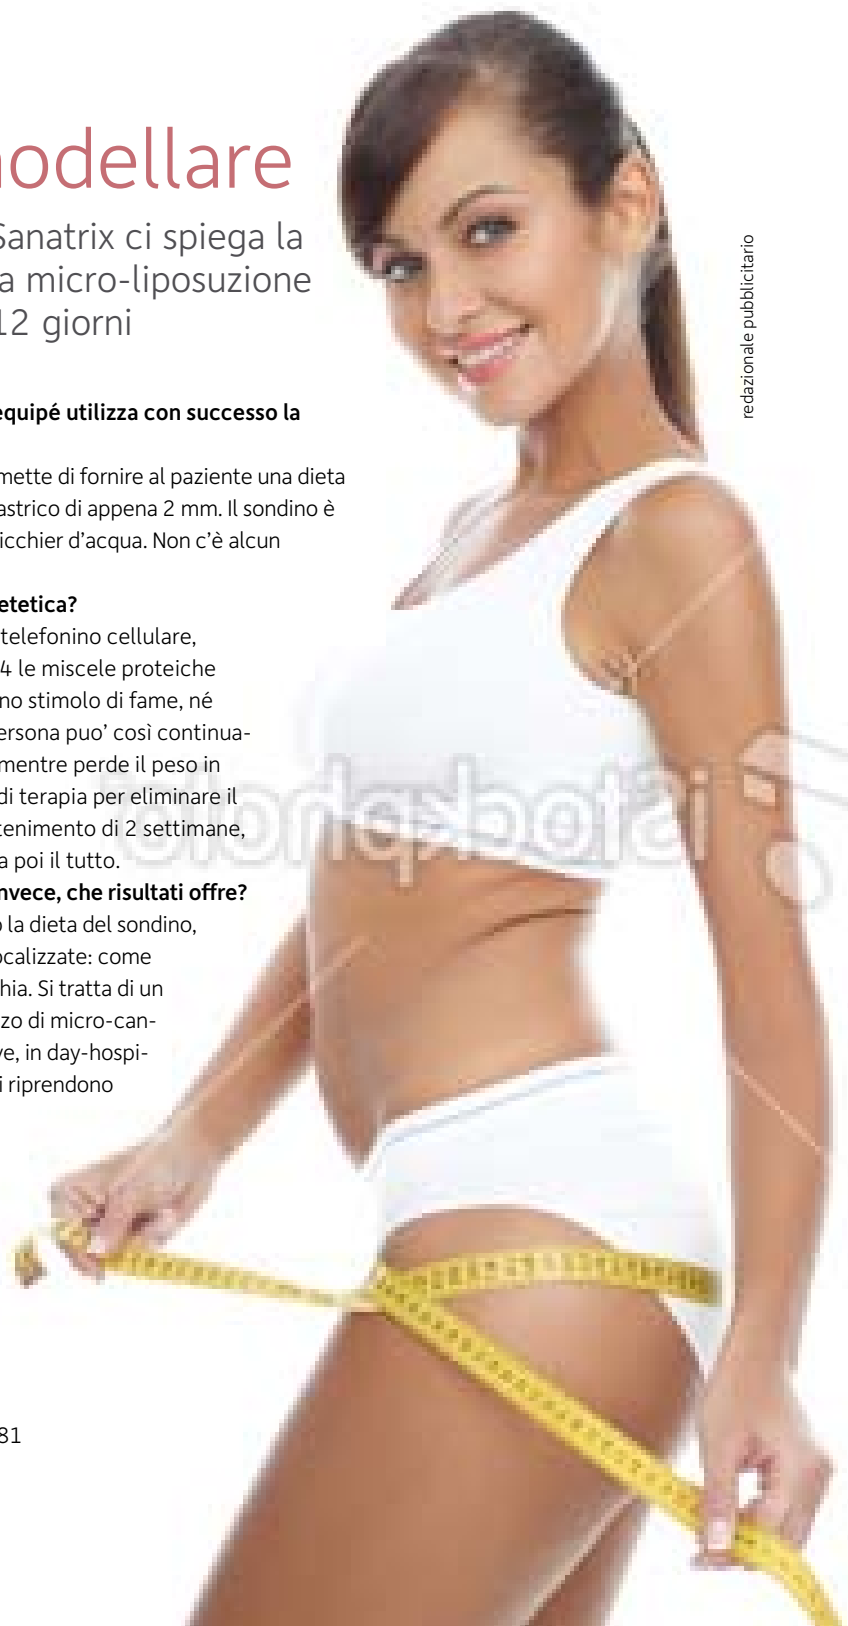 odellare
Sanatrix ci spiega la
a micro-liposuzione
12 giorni
redazionale pubblicitario
equipé utilizza con successo la
mette di fornire al paziente una dieta
astrico di appena 2 mm. Il sondino è
icchier d'acqua. Non c'è alcun
etetica?
telefonino cellulare,
4 le miscele proteiche
no stimolo di fame, né
ersona puo' così continua-
mentre perde il peso in
di terapia per eliminare il
tenimento di 2 settimane,
a poi il tutto.
nvece, che risultati offre?
o la dieta del sondino,
ocalizzate: come
hia. Si tratta di un
zo di micro-can-
ve, in day-hospi-
i riprendono
81
iStockphoto